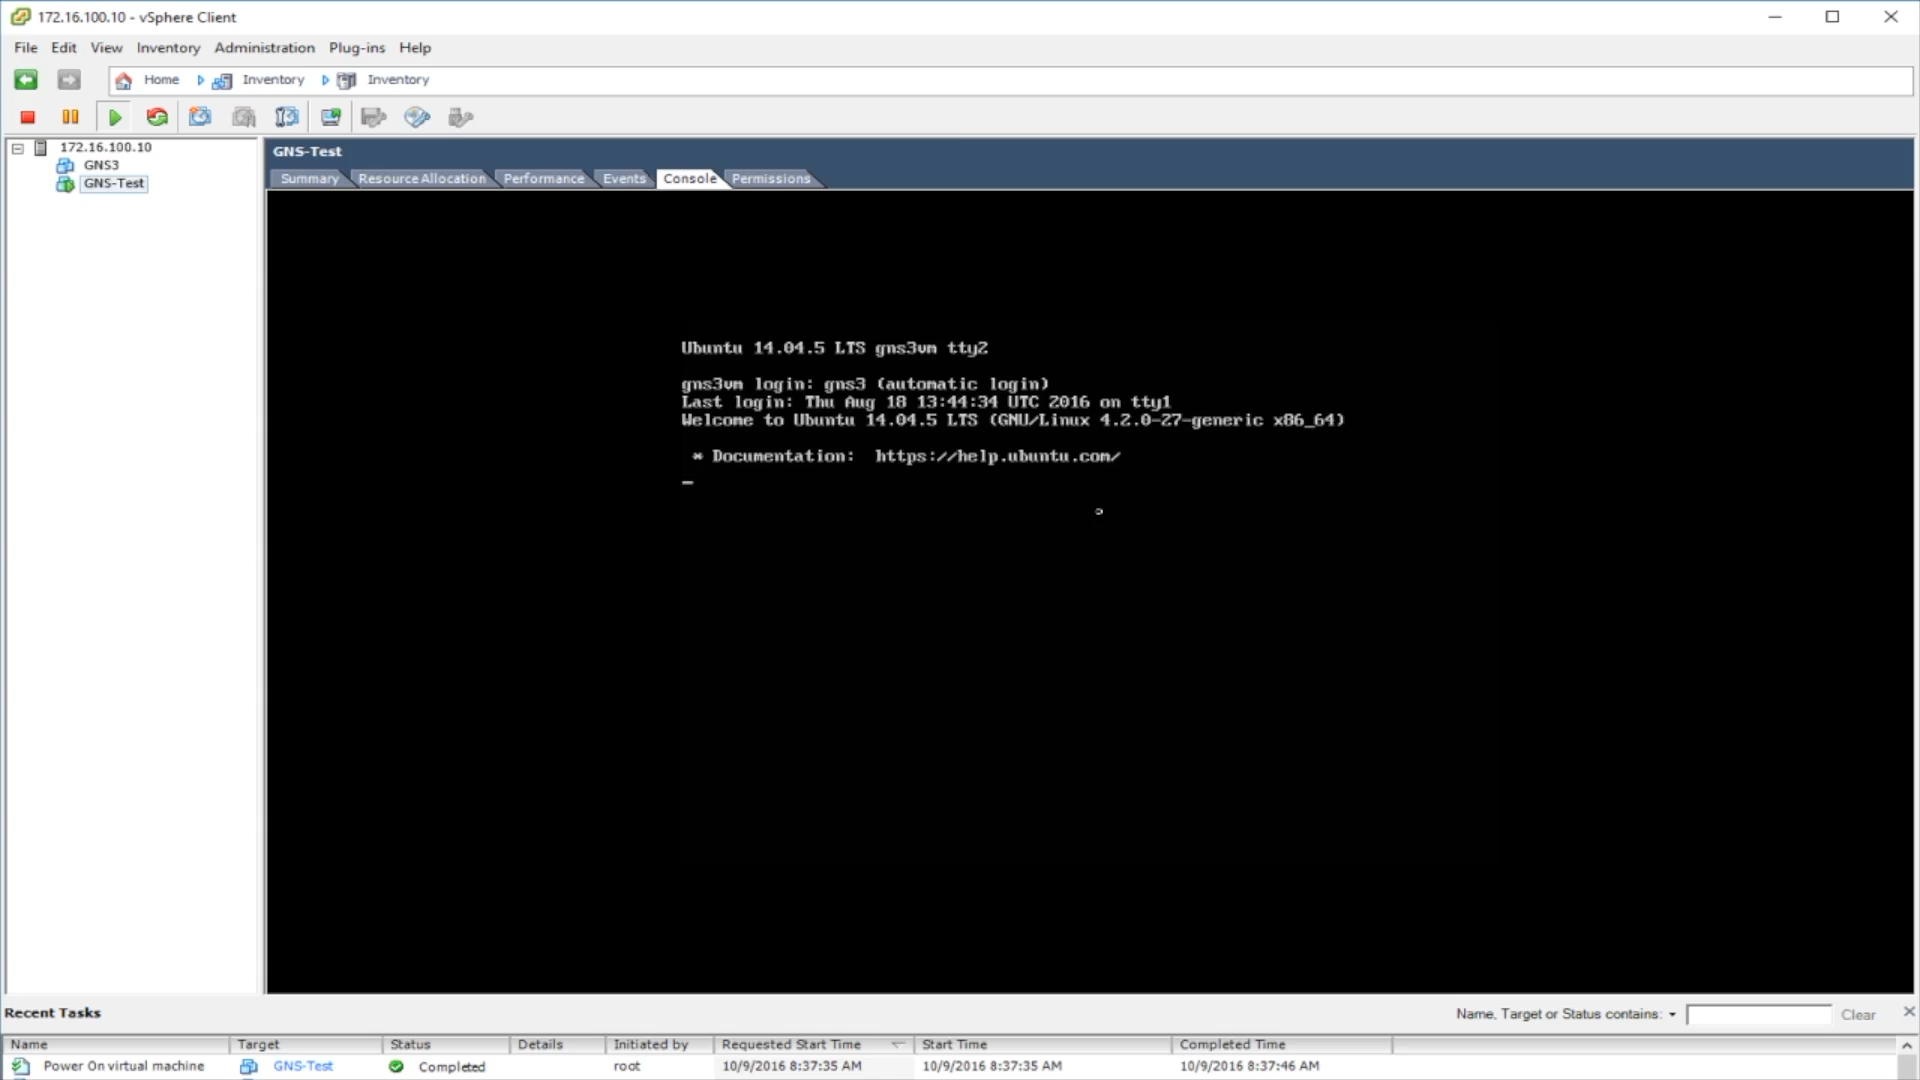 172.16.100.10 - vSphere Client
File Edit View Inventory Administration Plug-ins Help
Home Inventory Inventory
172.16.100.10
GNS3
GNS-Test
GNS-Test
Summary Resource Allocation Performance Events Console Permissions
Ubuntu 14.04.5 LTS gns3vm tty2
gns3vm login: gns3 (automatic login)
Last login: Thu Aug 18 13:44:34 UTC 2016 on tty1
Welcome to Ubuntu 14.04.5 LTS (GNU/Linux 4.2.0-27-generic x86_64)
* Documentation: https://help.ubuntu.com/
_
Recent Tasks
Name, Target or Status contains: Clear
Name Target Status Details Initiated by Requested Start Time Start Time Completed Time
Power On virtual machine GNS-Test Completed root 10/9/2016 8:37:35 AM 10/9/2016 8:37:35 AM 10/9/2016 8:37:46 AM